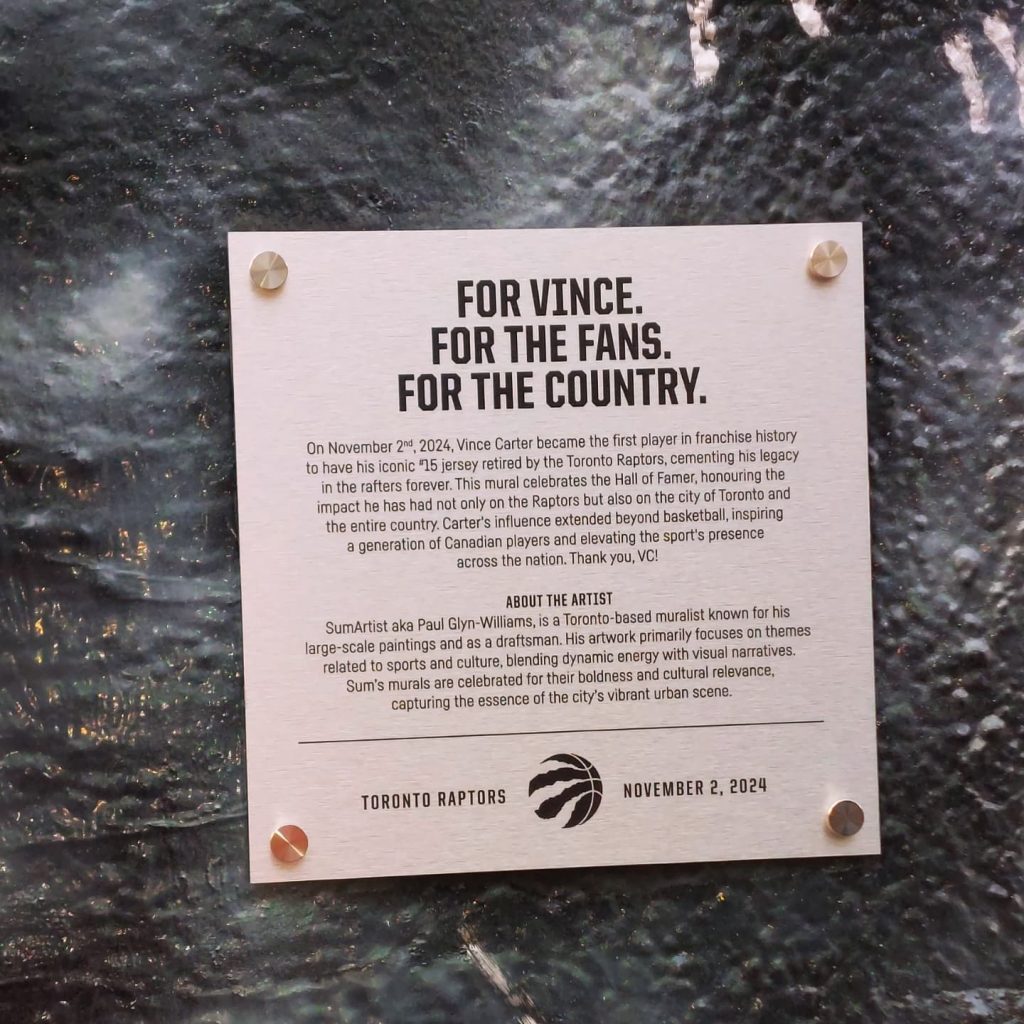 FOR VINCE.
FOR THE FANS.
FOR THE COUNTRY.
On November 2nd, 2024, Vince Carter became the first player in franchise history
to have his iconic #15 jersey retired by the Toronto Raptors, cementing his legacy
in the rafters forever. This mural celebrates the Hall of Famer, honouring the
impact he has had not only on the Raptors but also on the city of Toronto and
the entire country. Carter's influence extended beyond basketball, inspiring
a generation of Canadian players and elevating the sport's presence
across the nation. Thank you, VC!
ABOUT THE ARTIST
SumArtist aka Paul Glyn-Williams, is a Toronto-based muralist known for his
large-scale paintings and as a draftsman. His artwork primarily focuses on themes
related to sports and culture, blending dynamic energy with visual narratives.
Sum's murals are celebrated for their boldness and cultural relevance,
capturing the essence of the city's vibrant urban scene.
TORONTO RAPTORS NOVEMBER 2, 2024